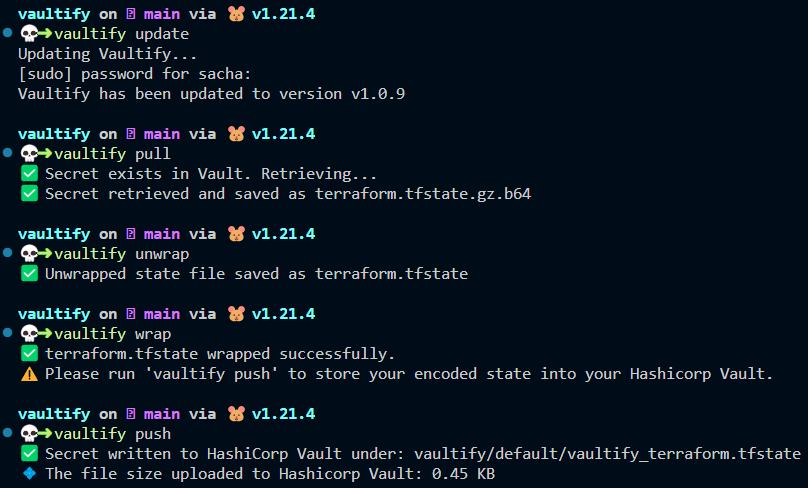 vaultify on main via 🐭 v1.21.4
💀➜vaultify update
Updating Vaultify...
[sudo] password for sacha:
Vaultify has been updated to version v1.0.9
vaultify on main via 🐭 v1.21.4
💀➜vaultify pull
✅ Secret exists in Vault. Retrieving...
✅ Secret retrieved and saved as terraform.tfstate.gz.b64
vaultify on main via 🐭 v1.21.4
💀➜vaultify unwrap
✅ Unwrapped state file saved as terraform.tfstate
vaultify on main via 🐭 v1.21.4
💀➜vaultify wrap
✅ terraform.tfstate wrapped successfully.
⚠️ Please run 'vaultify push' to store your encoded state into your Hashicorp Vault.
vaultify on main via 🐭 v1.21.4
💀➜vaultify push
✅ Secret written to HashiCorp Vault under: vaultify/default/vaultify_terraform.tfstate
💠 The file size uploaded to Hashicorp Vault: 0.45 KB